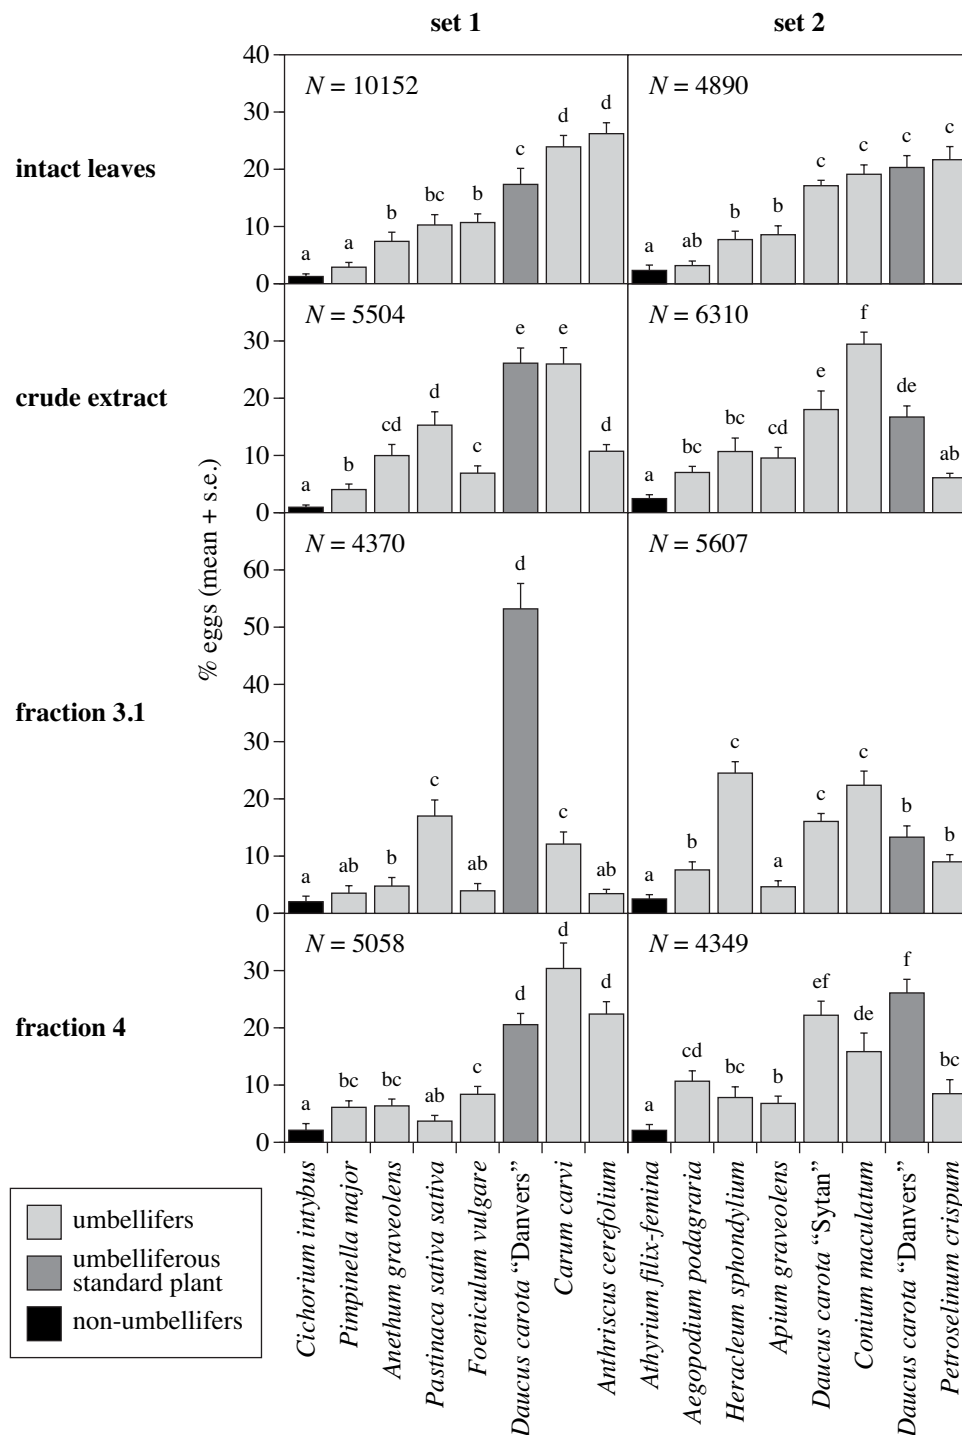 set 1 set 2
intact leaves
40
30
20
10
0
N = 10152
a a b bc b c d d
N = 4890
a ab b b c c c c
crude extract
30
20
10
0
N = 5504
a b cd d c e e d
N = 6310
a bc bc cd e f de ab
% eggs (mean + s.e.)
fraction 3.1
60
50
40
30
20
10
0
N = 4370
a ab b c ab d c ab
N = 5607
a b c a c c b b
fraction 4
30
20
10
0
N = 5058
a bc bc ab c d d d
N = 4349
a cd bc b ef de f bc
Cichorium intybus
Pimpinella major
Anethum graveolens
Pastinaca sativa sativa
Foeniculum vulgare
Daucus carota “Danvers”
Carum carvi
Anthriscus cerefolium
Athyrium filix-femina
Aegopodium podagraria
Heracleum sphondylium
Apium graveolens
Daucus carota “Sytan”
Conium maculatum
Daucus carota “Danvers”
Petroselinum crispum
umbellifers
umbelliferous
standard plant
non-umbellifers